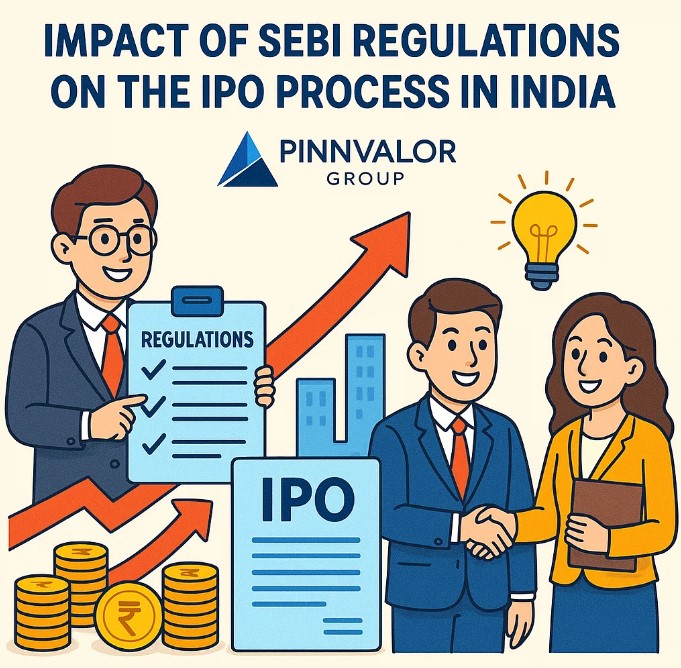 IMPACT OF SEBI REGULATIONS
ON THE IPO PROCESS IN INDIA
PINNVALOR
GROUP
REGULATIONS
IPO
₹